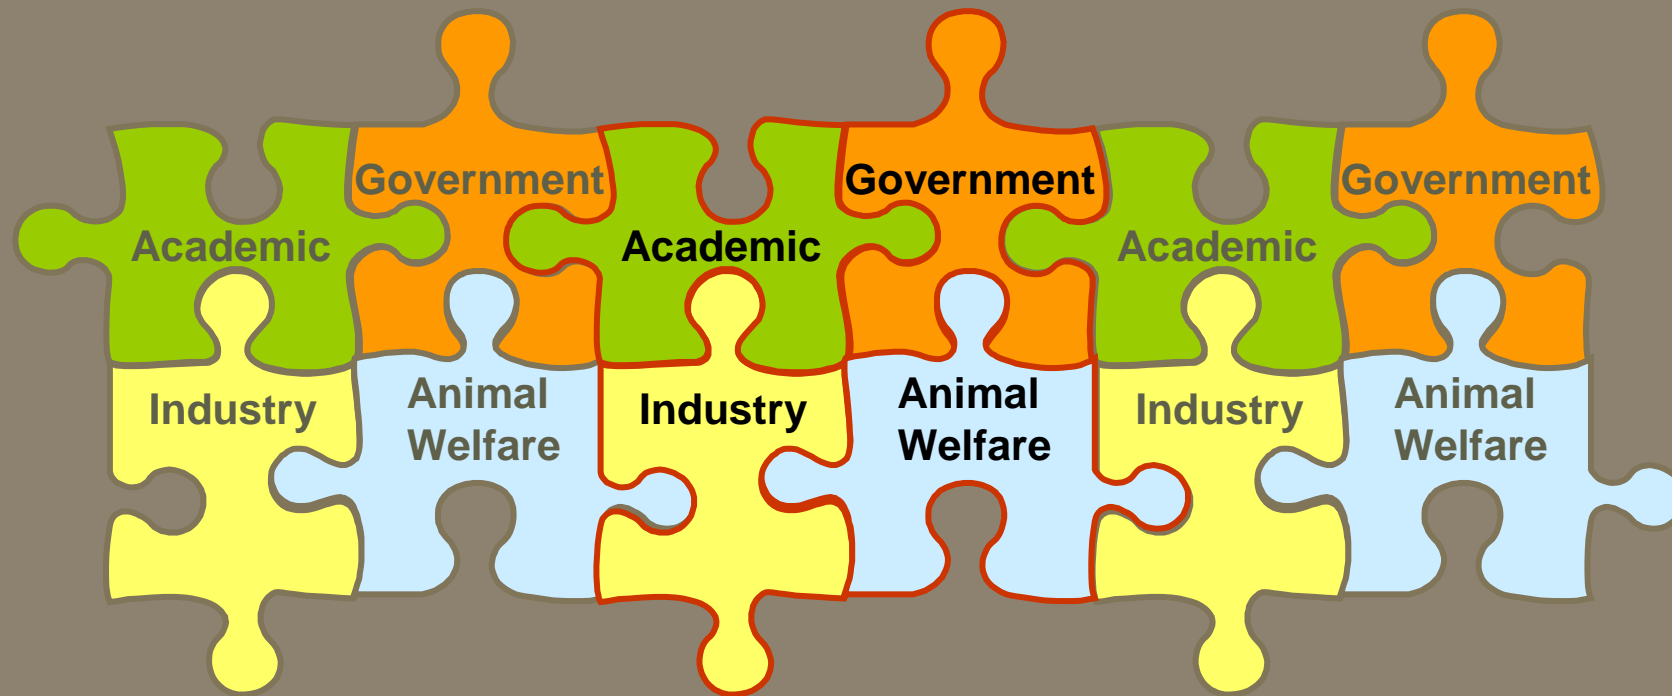 Government
Government
Government
Academic
Academic
Academic
Industry
Animal
Welfare
Industry
Animal
Welfare
Industry
Animal
Welfare